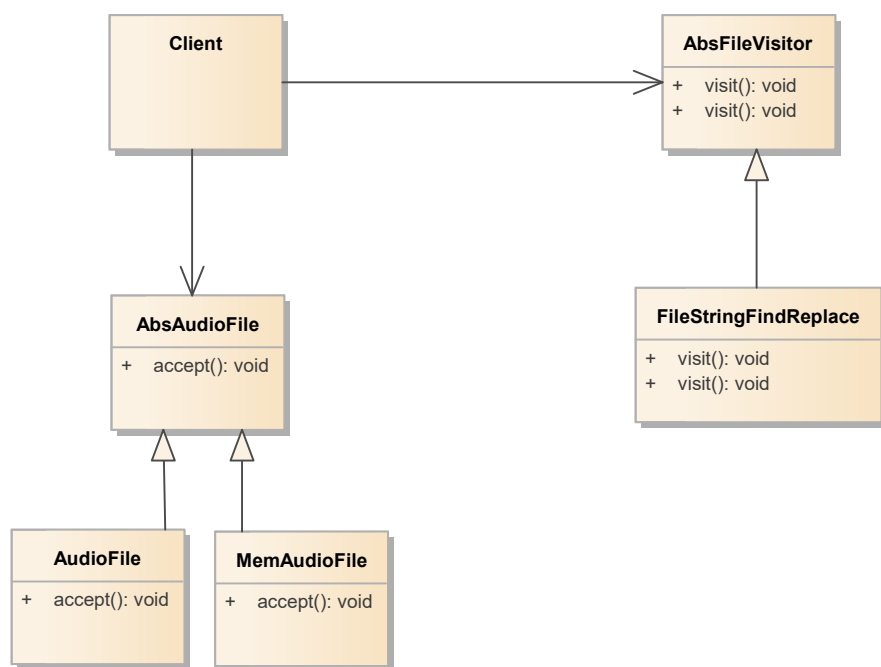 Client
AbsFileVisitor
+ visit(): void
+ visit(): void
AbsAudioFile
+ accept(): void
FileStringFindReplace
+ visit(): void
+ visit(): void
AudioFile
+ accept(): void
MemAudioFile
+ accept(): void